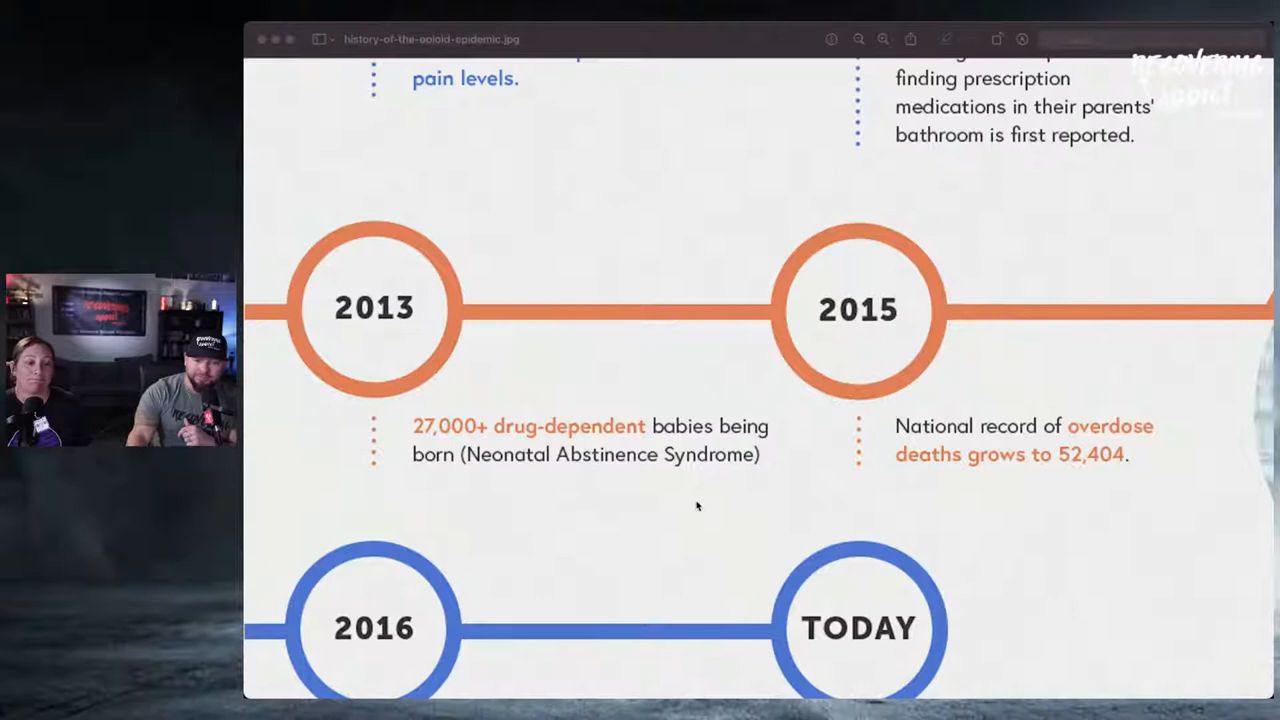 history-of-the-opioid-epidemic.jpg
RECOVERING
ADDICT
pain levels.
finding prescription
medications in their parents'
bathroom is first reported.
2013
2015
27,000+ drug-dependent babies being
born (Neonatal Abstinence Syndrome)
National record of overdose
deaths grows to 52,404.
2016
TODAY